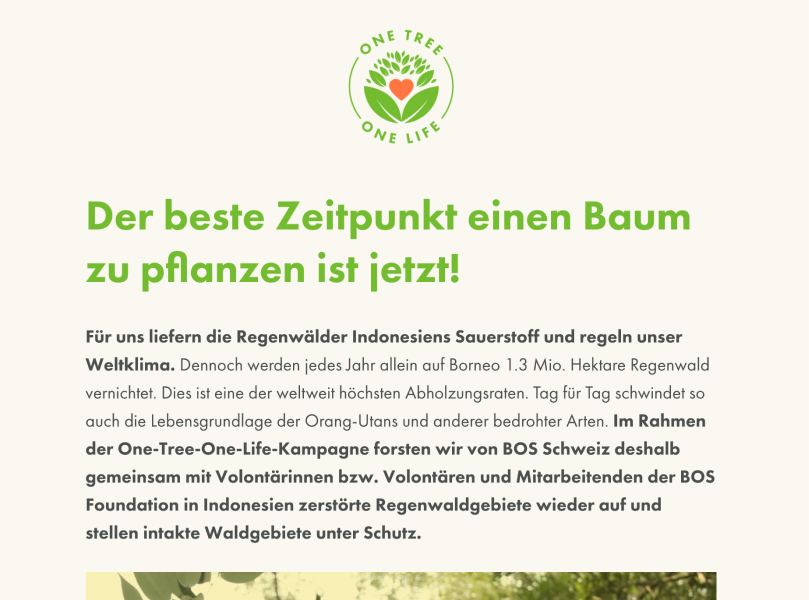 ONE TREE
ONE LIFE
Der beste Zeitpunkt einen Baum
zu pflanzen ist jetzt!
Für uns liefern die Regenwälder Indonesiens Sauerstoff und regeln unser
Weltklima. Dennoch werden jedes Jahr allein auf Borneo 1.3 Mio. Hektare Regenwald
vernichtet. Dies ist eine der weltweit höchsten Abholzungsraten. Tag für Tag schwindet so
auch die Lebensgrundlage der Orang-Utans und anderer bedrohter Arten. Im Rahmen
der One-Tree-One-Life-Kampagne forsten wir von BOS Schweiz deshalb
gemeinsam mit Volontärinnen bzw. Volontären und Mitarbeitenden der BOS
Foundation in Indonesien zerstörte Regenwaldgebiete wieder auf und
stellen intakte Waldgebiete unter Schutz.